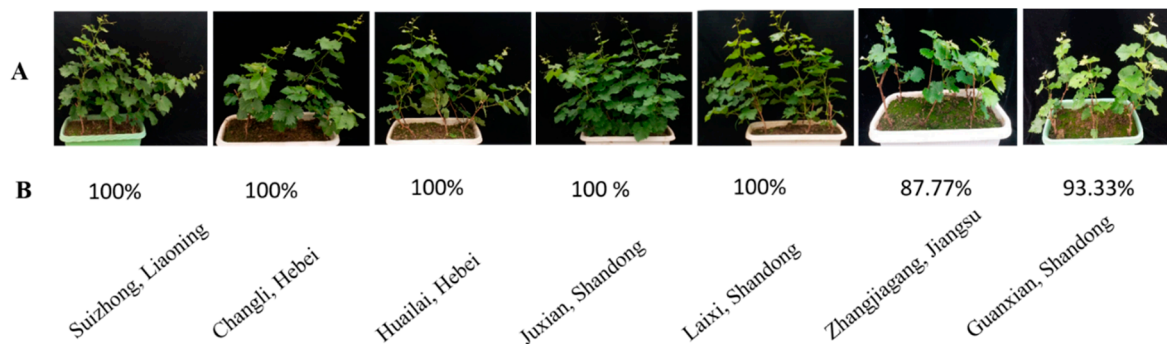 A
B 100% 100% 100% 100 % 100% 87.77% 93.33%
Suizhong, Liaoning
Changli, Hebei
Huailai, Hebei
Juxian, Shandong
Laixi, Shandong
Zhangjiagang, Jiangsu
Guanxian, Shandong